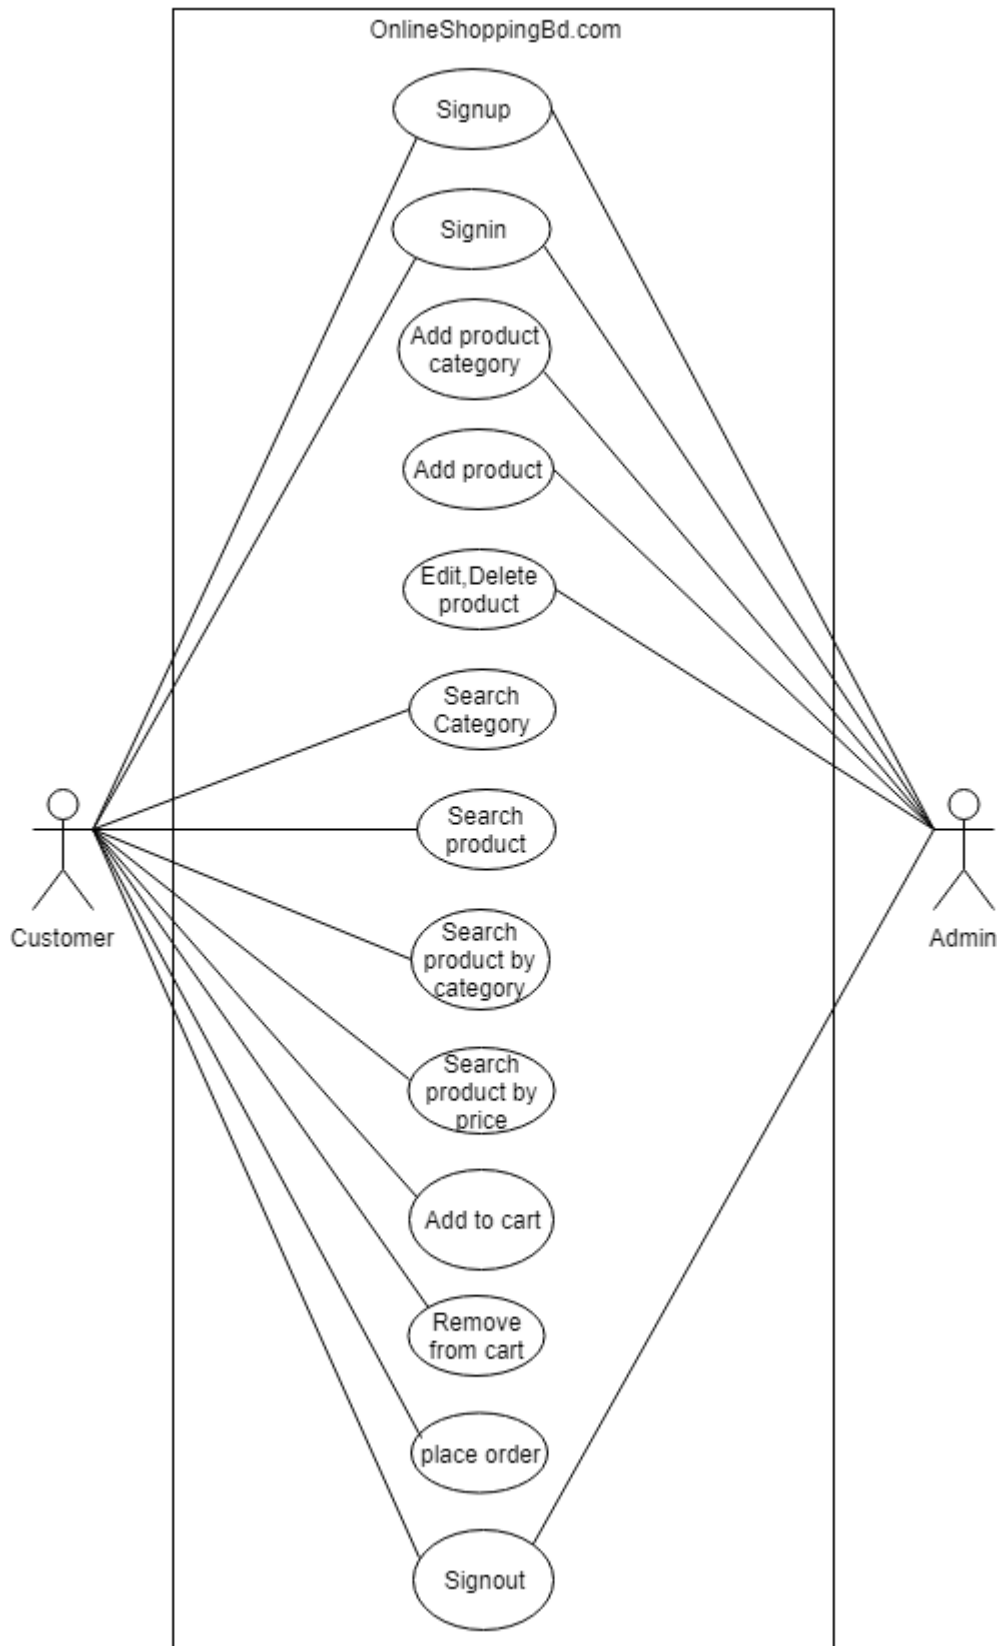 OnlineShoppingBd.com
Signup
Signin
Add product
category
Add product
Edit,Delete
product
Search
Category
Search
product
Customer
Admin
Search
product by
category
Search
product by
price
Add to cart
Remove
from cart
place order
Signout